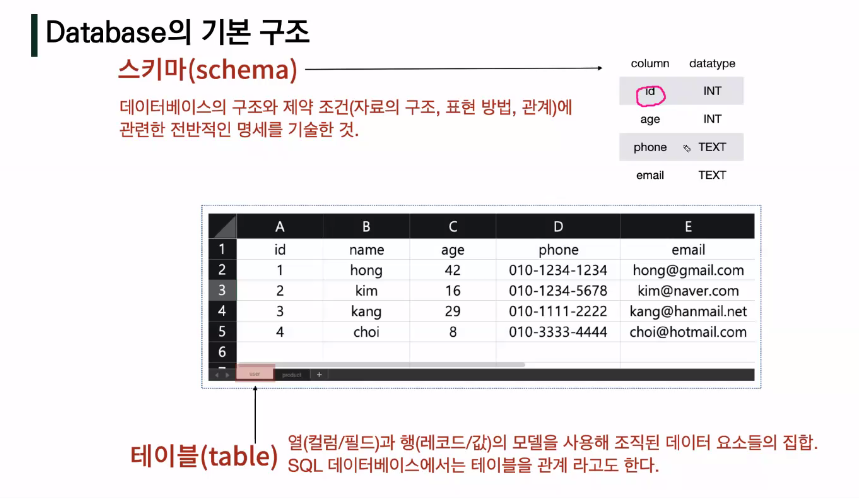 Database의 기본 구조
스키마(schema)
데이터베이스의 구조와 제약 조건(자료의 구조, 표현 방법, 관계)에
관련한 전반적인 명세를 기술한 것.
column datatype
id INT
age INT
phone TEXT
email TEXT
A B C D E
1 id name age phone email
2 1 hong 42 010-1234-1234 hong@gmail.com
3 2 kim 16 010-1234-5678 kim@naver.com
4 3 kang 29 010-1111-2222 kang@hanmail.net
5 4 choi 8 010-3333-4444 choi@hotmail.com
6
product +
테이블(table)
열(컬럼/필드)과 행(레코드/값)의 모델을 사용해 조직된 데이터 요소들의 집합.
SQL 데이터베이스에서는 테이블을 관계 라고도 한다.